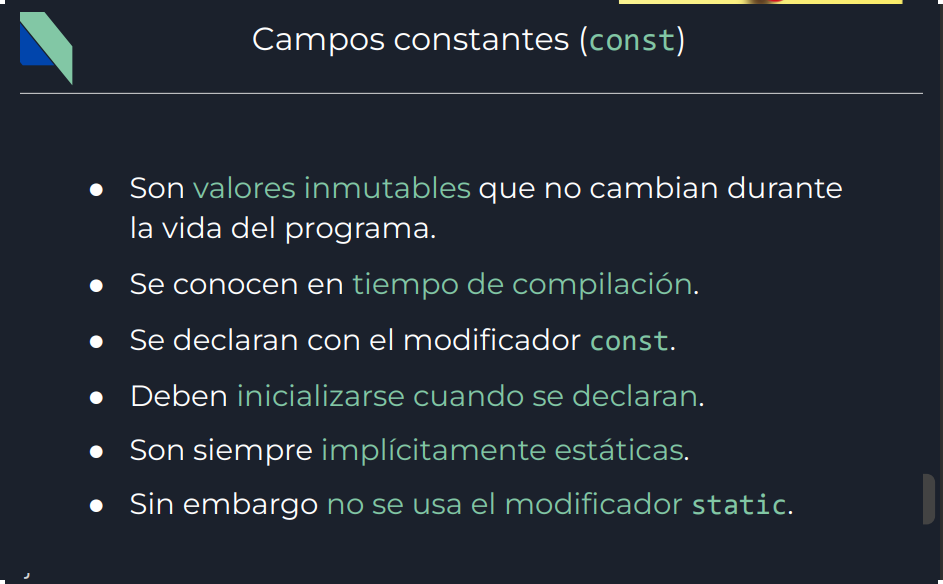 Campos constantes (const)
● Son valores inmutables que no cambian durante
la vida del programa.
● Se conocen en tiempo de compilación.
● Se declaran con el modificador const.
● Deben inicializarse cuando se declaran.
● Son siempre implícitamente estáticas.
● Sin embargo no se usa el modificador static.